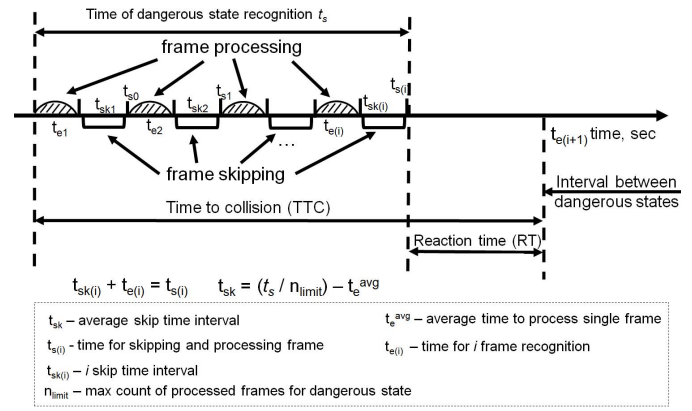 Time of dangerous state recognition ts
frame processing
tsk1 ts0 tsk2 ts1 tsk(i) ts(i
te1 te2 te(i) te(i+1) time, sec
…
frame skipping
Interval between
dangerous states
Time to collision (TTC)
Reaction time (RT)
tsk(i) + te(i) = ts(i) tsk = (ts / nlimit) – teavg
tsk – average skip time interval
teavg – average time to process single frame
ts(i) - time for skipping and processing frame
te(i) – time for i frame recognition
tsk(i) – i skip time interval
nlimit – max count of processed frames for dangerous state